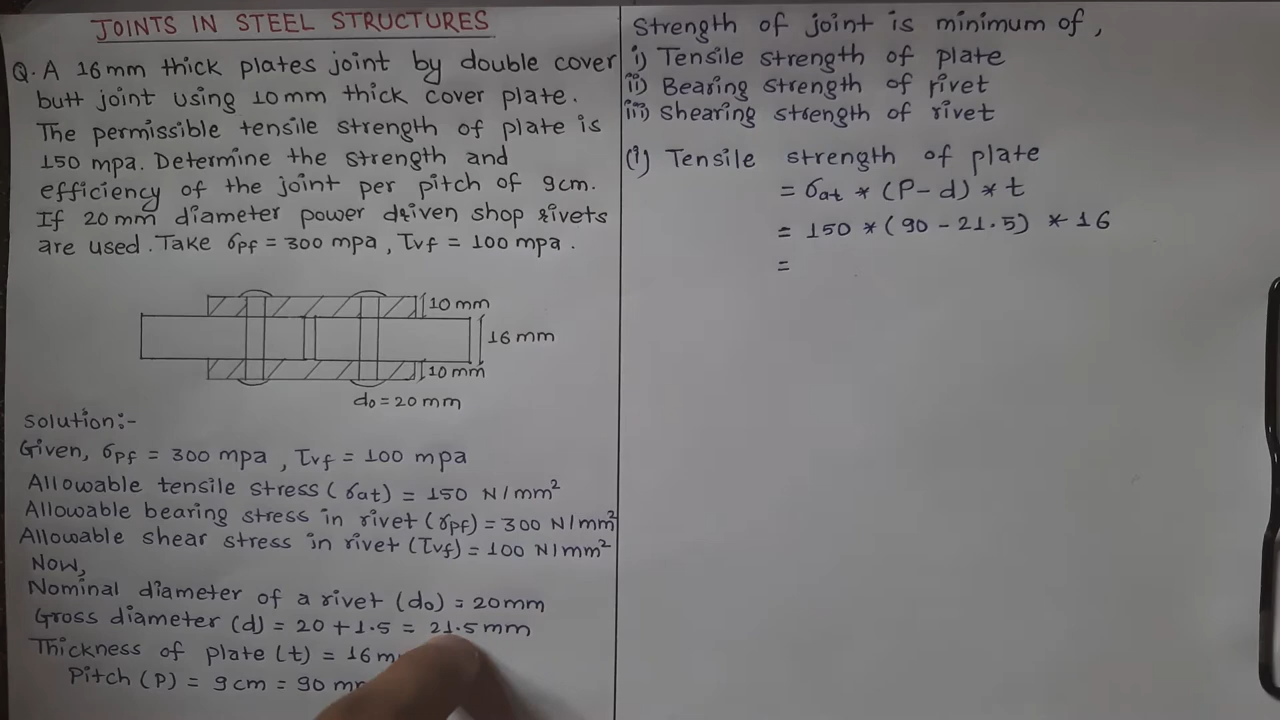 JOINTS IN STEEL STRUCTURES
Q. A 16mm thick plates joint by double cover
butt joint using 10mm thick cover plate.
The permissible tensile strength of plate is
150 mpa. Determine the strength and
efficiency of the joint per pitch of 9cm.
If 20mm diameter power driven shop rivets
are used. Take σpf = 300 mpa, τvf = 100 mpa.
10 mm
16 mm
10 mm
do = 20 mm
Solution:-
Given, σpf = 300 mpa, τvf = 100 mpa
Allowable tensile stress (σat) = 150 N/mm²
Allowable bearing stress in rivet (σpf) = 300 N/mm²
Allowable shear stress in rivet (τvf) = 100 N/mm²
Now,
Nominal diameter of a rivet (do) = 20mm
Gross diameter (d) = 20 + 1.5 = 21.5mm
Thickness of plate (t) = 16
Pitch (P) = 9cm = 90
Strength of joint is minimum of,
i) Tensile strength of plate
ii) Bearing strength of rivet
iii) Shearing strength of rivet
(i) Tensile strength of plate
= σat * (P-d) * t
= 150 * (90 - 21.5) * 16
=